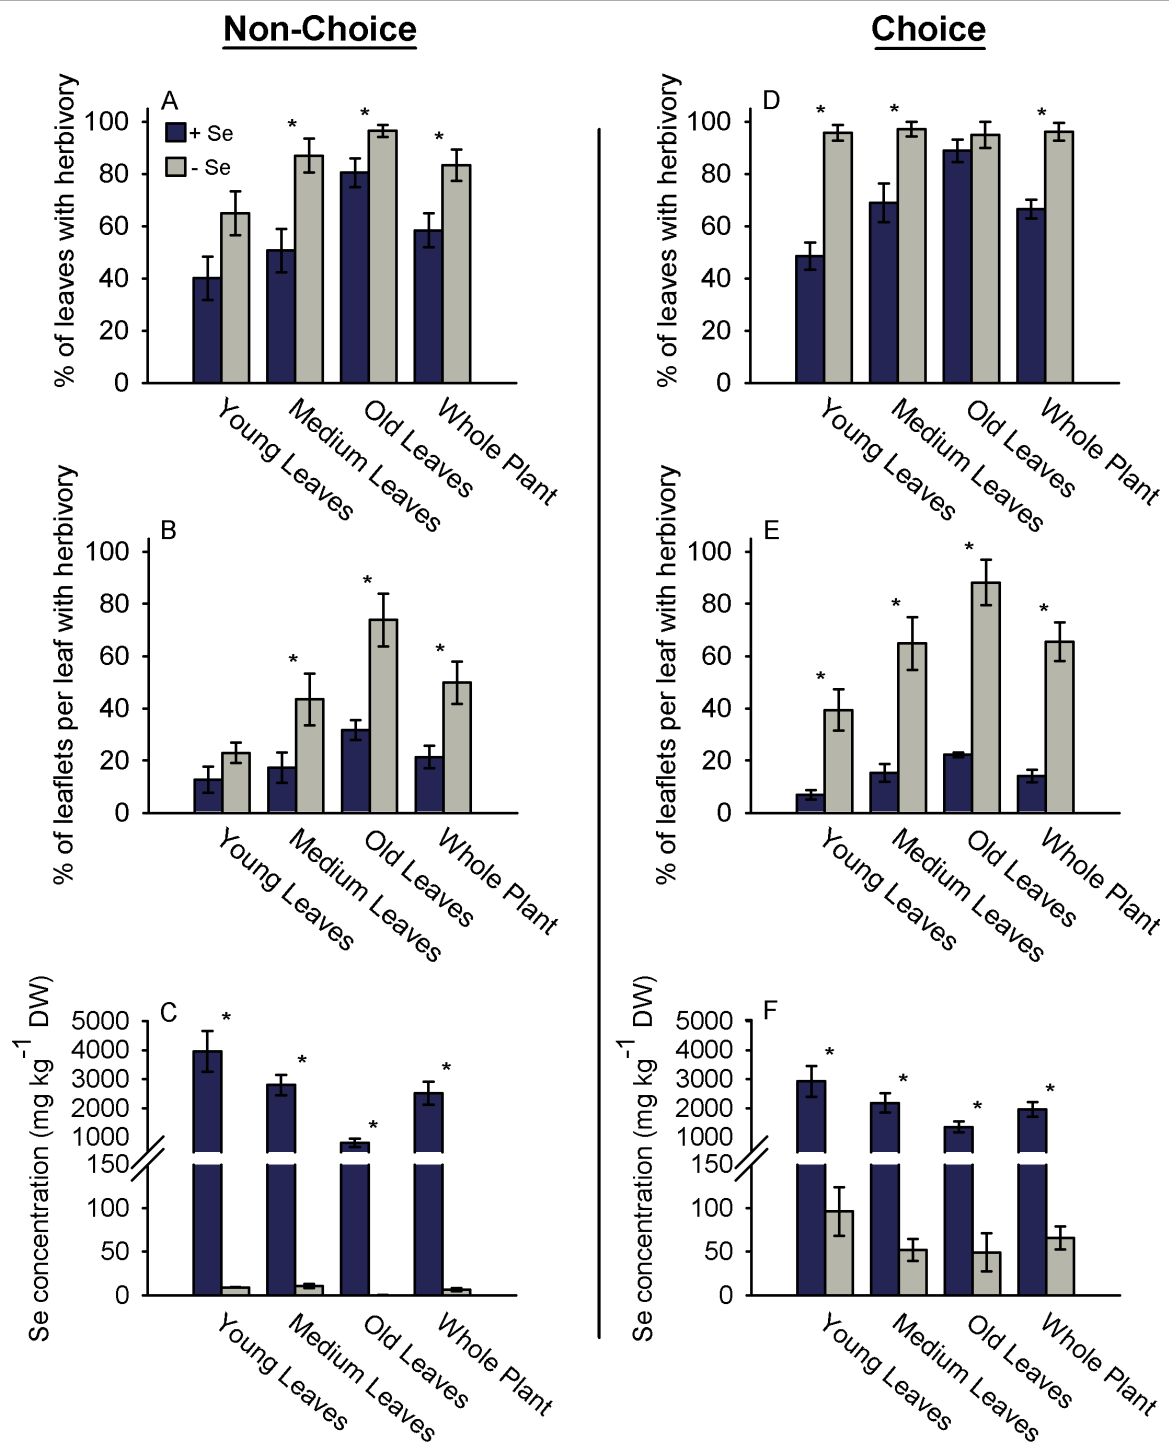 Non-Choice
Choice
A
+ Se
- Se
% of leaves with herbivory
100
80
60
40
20
0
* * *
Young Leaves
Medium Leaves
Old Leaves
Whole Plant
D
% of leaves with herbivory
100
80
60
40
20
0
* * *
Young Leaves
Medium Leaves
Old Leaves
Whole Plant
B
% of leaflets per leaf with herbivory
100
80
60
40
20
0
* * *
Young Leaves
Medium Leaves
Old Leaves
Whole Plant
E
% of leaflets per leaf with herbivory
100
80
60
40
20
0
* * * *
Young Leaves
Medium Leaves
Old Leaves
Whole Plant
C
Se concentration (mg kg-1 DW)
5000
4000
3000
2000
1000
150
100
50
0
* * * *
Young Leaves
Medium Leaves
Old Leaves
Whole Plant
F
Se concentration (mg kg-1 DW)
5000
4000
3000
2000
1000
150
100
50
0
* * * *
Young Leaves
Medium Leaves
Old Leaves
Whole Plant